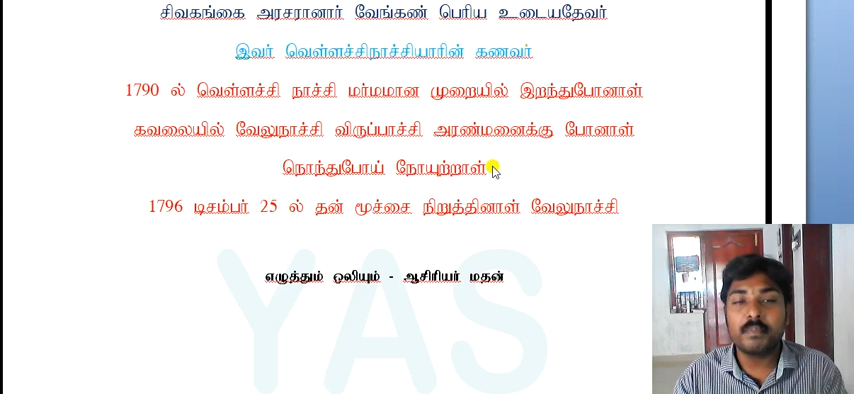 சிவகங்கை அரசரானார் வேங்கண் பெரிய உடையதேவர்
இவர் வெள்ளச்சிநாச்சியாரின் கணவர்
1790 ல் வெள்ளச்சி நாச்சி மர்மமான முறையில் இறந்துபோனாள்
கவலையில் வேலுநாச்சி விருப்பாச்சி அரண்மனைக்கு போனாள்
நொந்துபோய் நோயுற்றாள்
1796 டிசம்பர் 25 ல் தன் மூச்சை நிறுத்தினாள் வேலுநாச்சி
எழுத்தும் ஒலியும் - ஆசிரியர் மதன்
YAS